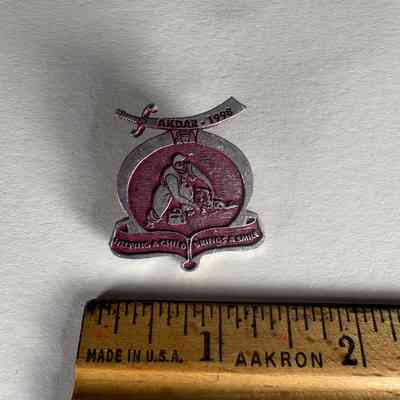 AKDAR - 1998
HELPING A CHILD BRINGS A SMILE
MADE IN U.S.A. 1 AAKRON 2